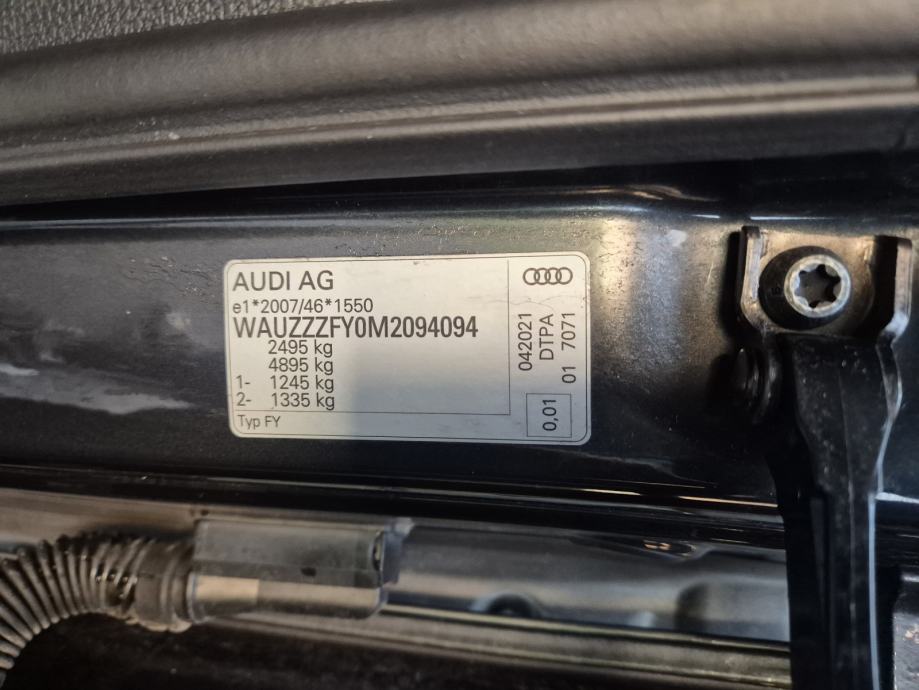 AUDI AG
e1*2007/46*1550
WAUZZZFY0M2094094
2495 kg
4895 kg
1- 1245 kg
2- 1335 kg
Typ FY
042021
DTPA
01 7071
0,01